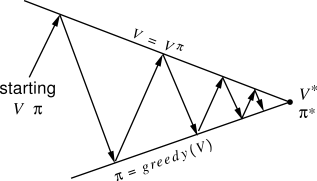 V = V^π
starting
V π
V*
π*
π = greedy(V)